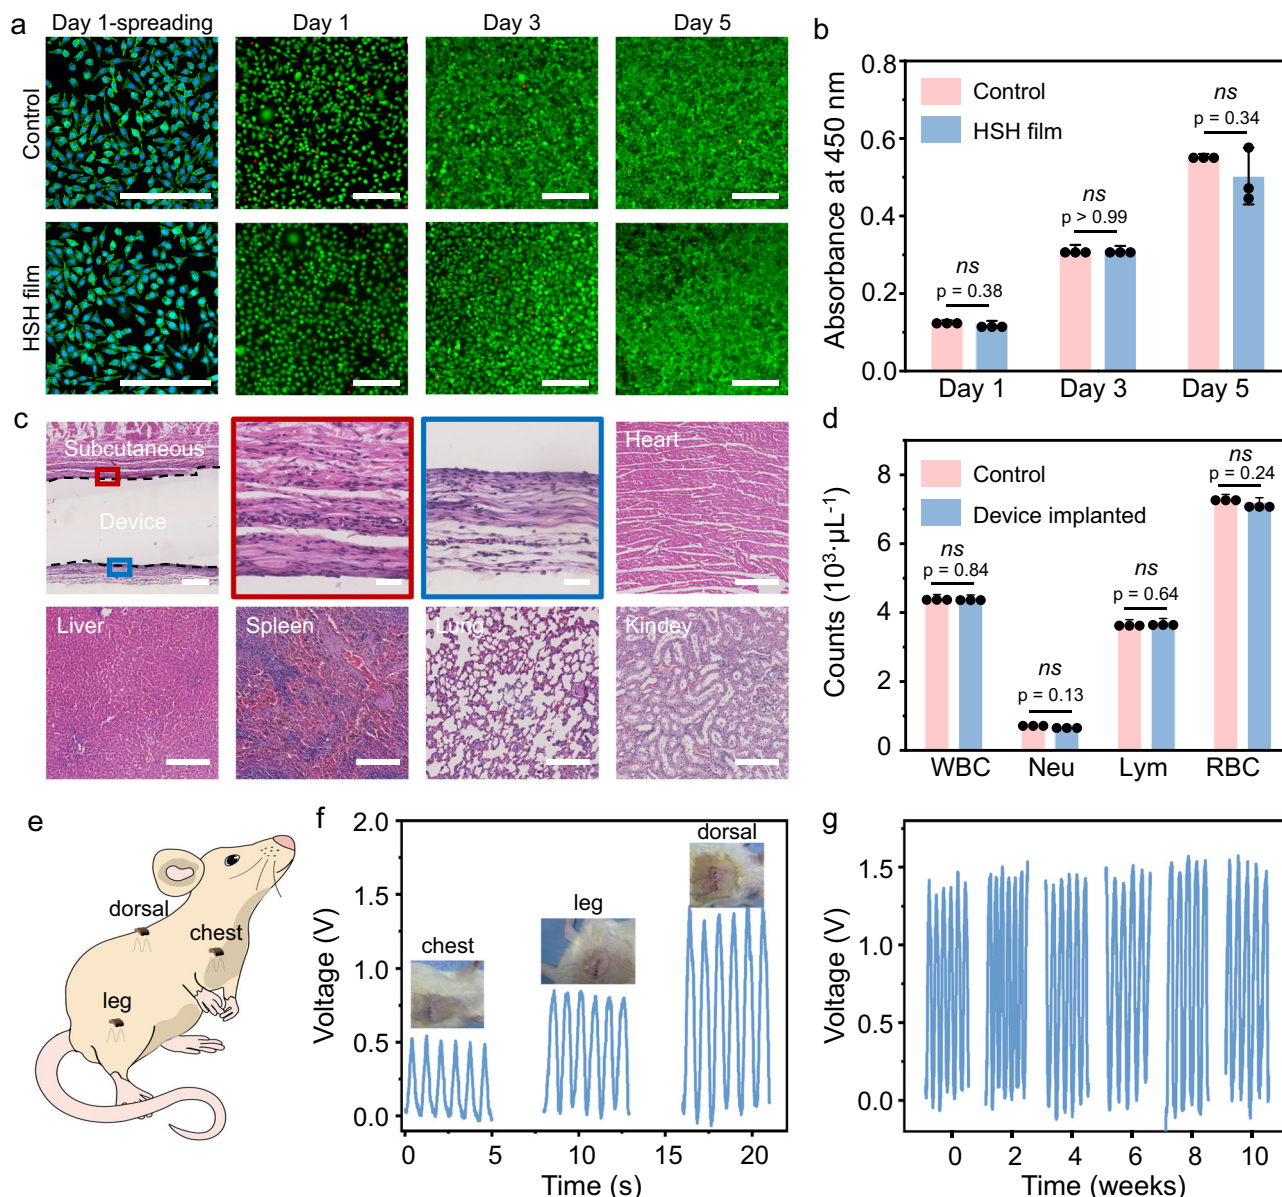 a
Day 1-spreading
Day 1
Day 3
Day 5
Control
HSH film
b
Absorbance at 450 nm
0.8
0.6
0.4
0.2
0.0
Control
HSH film
ns
p = 0.38
ns
p > 0.99
ns
p = 0.34
Day 1
Day 3
Day 5
c
Subcutaneous
Device
Heart
Liver
Spleen
Lung
Kindey
d
Counts (10³·μL⁻¹)
8
6
4
2
0
Control
Device implanted
ns
p = 0.84
ns
p = 0.13
ns
p = 0.64
ns
p = 0.24
WBC
Neu
Lym
RBC
e
dorsal
chest
leg
f
Voltage (V)
2.0
1.5
1.0
0.5
0.0
chest
leg
dorsal
0
5
10
15
20
Time (s)
g
Voltage (V)
1.5
1.0
0.5
0.0
0
2
4
6
8
10
Time (weeks)